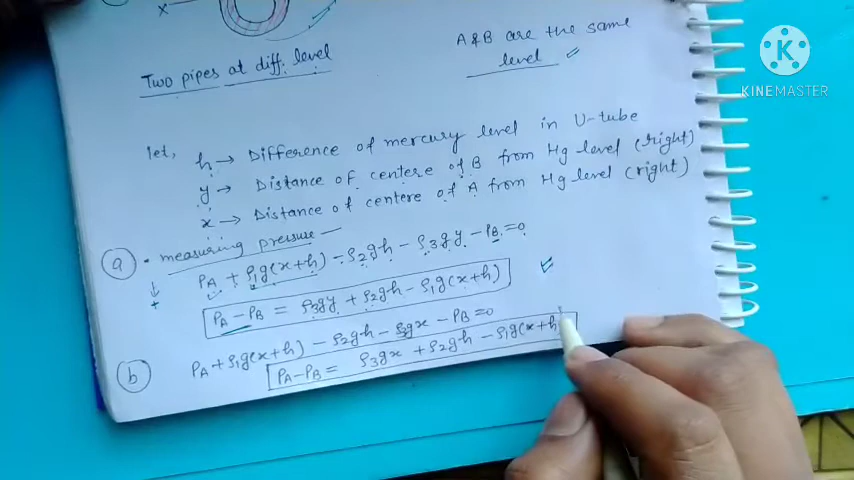 X
A & B are the same
level
Two pipes at diff. level
KINEMASTER
let,
h → Difference of mercury level in U-tube
y → Distance of centere of B from Hg level (right)
x → Distance of centere of A from Hg level (right)
(a) • measuring pressure —
PA + ρ1g(x+h) - ρ2gh - ρ3gy - PB = 0
PA - PB = ρ3gy + ρ2gh - ρ1g(x+h)
(b) PA + ρ1g(x+h) - ρ2gh - ρ3gx - PB = 0
PA - PB = ρ3gx + ρ2gh - ρ1g(x+h)